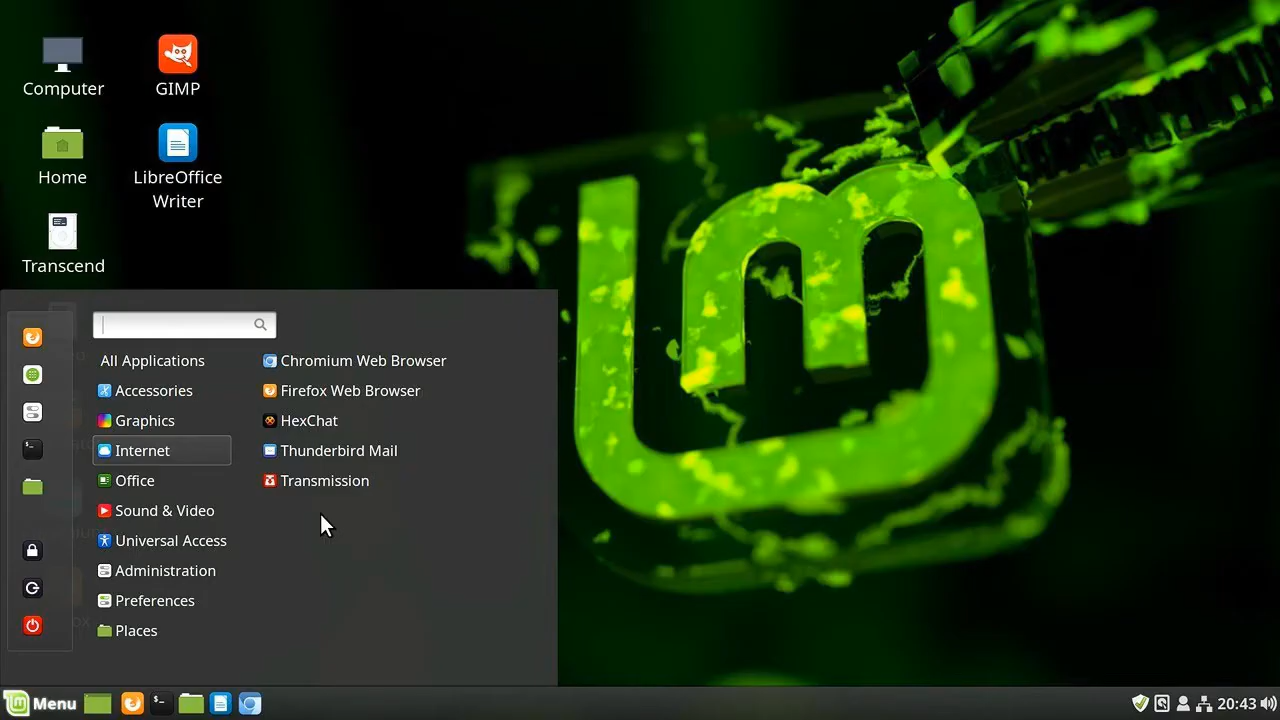 Computer
GIMP
Home
LibreOffice
Writer
Transcend
All Applications
Accessories
Graphics
Internet
Office
Sound & Video
Universal Access
Administration
Preferences
Places
Chromium Web Browser
Firefox Web Browser
HexChat
Thunderbird Mail
Transmission
Menu
20:43